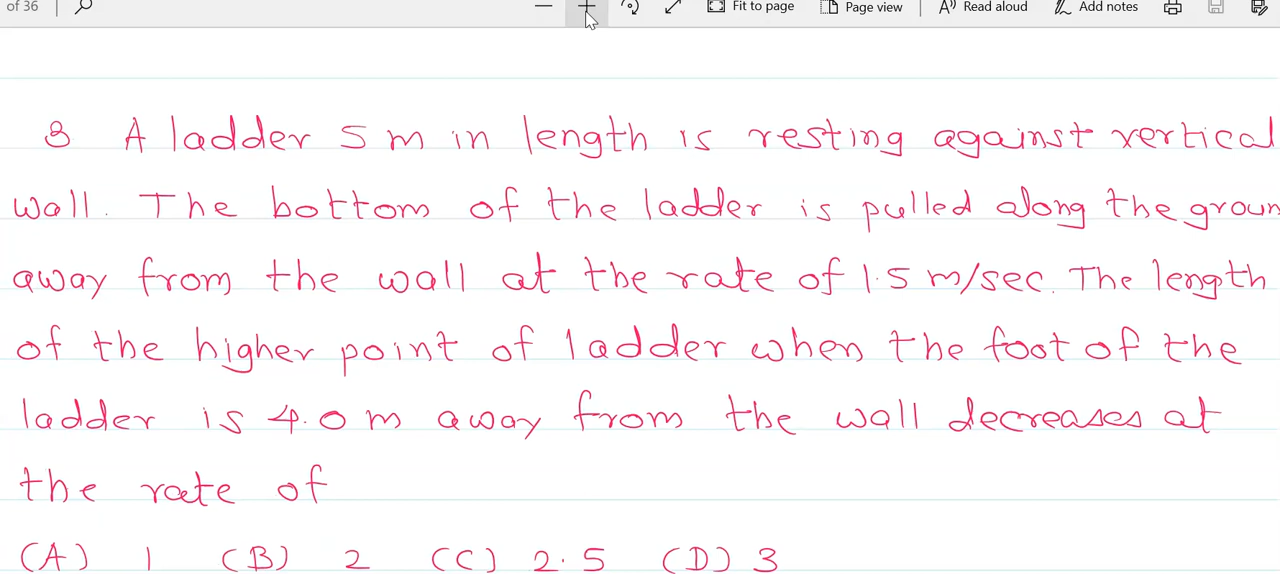 of 36 Fit to page Page view Read aloud Add notes
8 A ladder 5 m in length is resting against vertical
wall. The bottom of the ladder is pulled along the groun
away from the wall at the rate of 1.5 m/sec. The length
of the higher point of ladder when the foot of the
ladder is 4.0 m away from the wall decreases at
the rate of
(A) 1 (B) 2 (C) 2.5 (D) 3